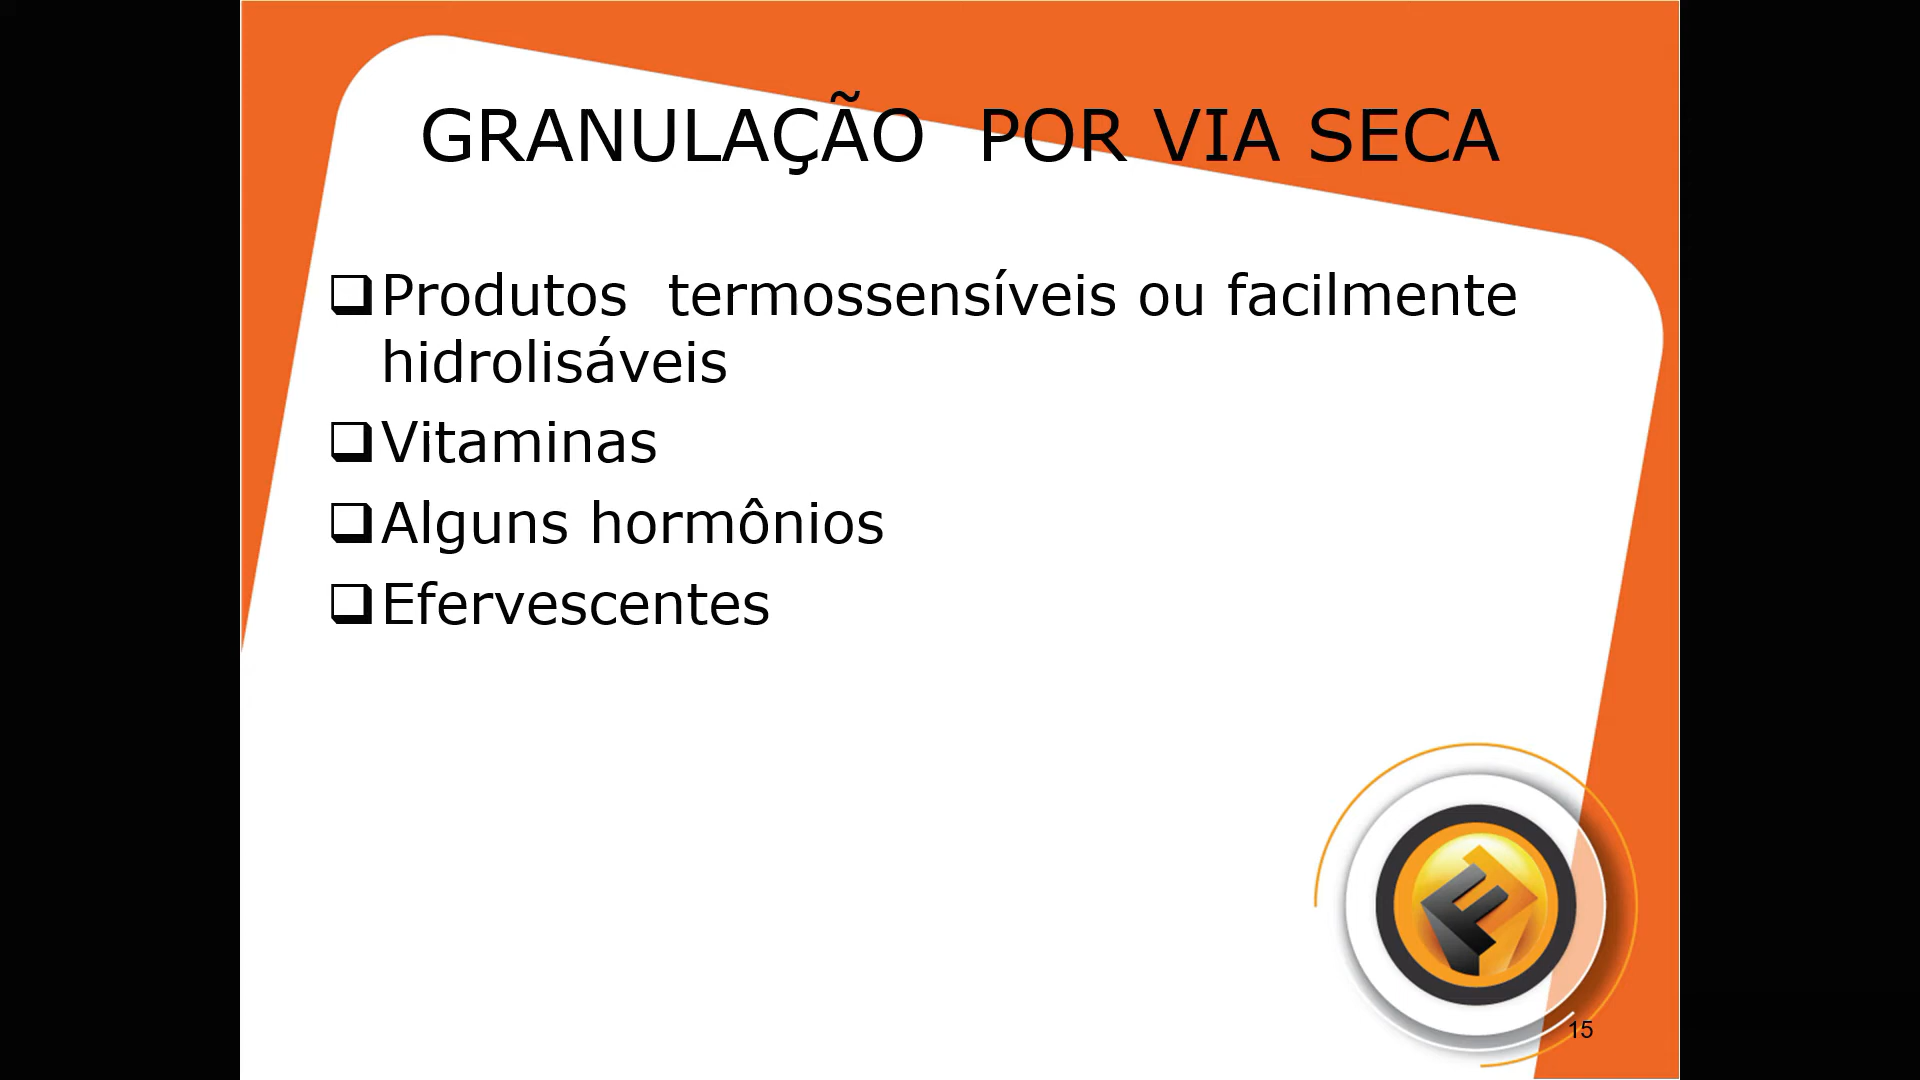 GRANULAÇÃO  POR VIA SECA
❑Produtos  termossensíveis ou facilmente
hidrolisáveis
❑Vitaminas
❑Alguns hormônios
❑Efervescentes
15